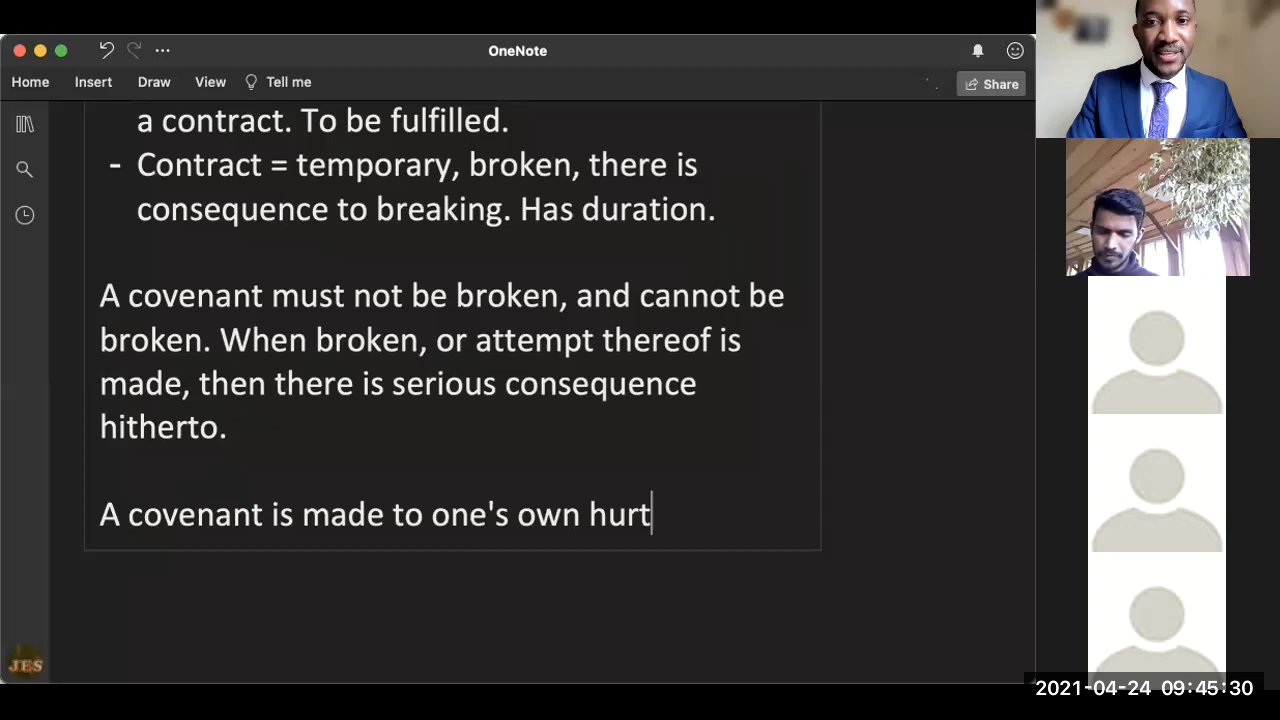 OneNote
Home Insert Draw View Tell me Share
a contract. To be fulfilled.
- Contract = temporary, broken, there is
consequence to breaking. Has duration.
A covenant must not be broken, and cannot be
broken. When broken, or attempt thereof is
made, then there is serious consequence
hitherto.
A covenant is made to one's own hurt
JES
2021-04-24 09:45:30